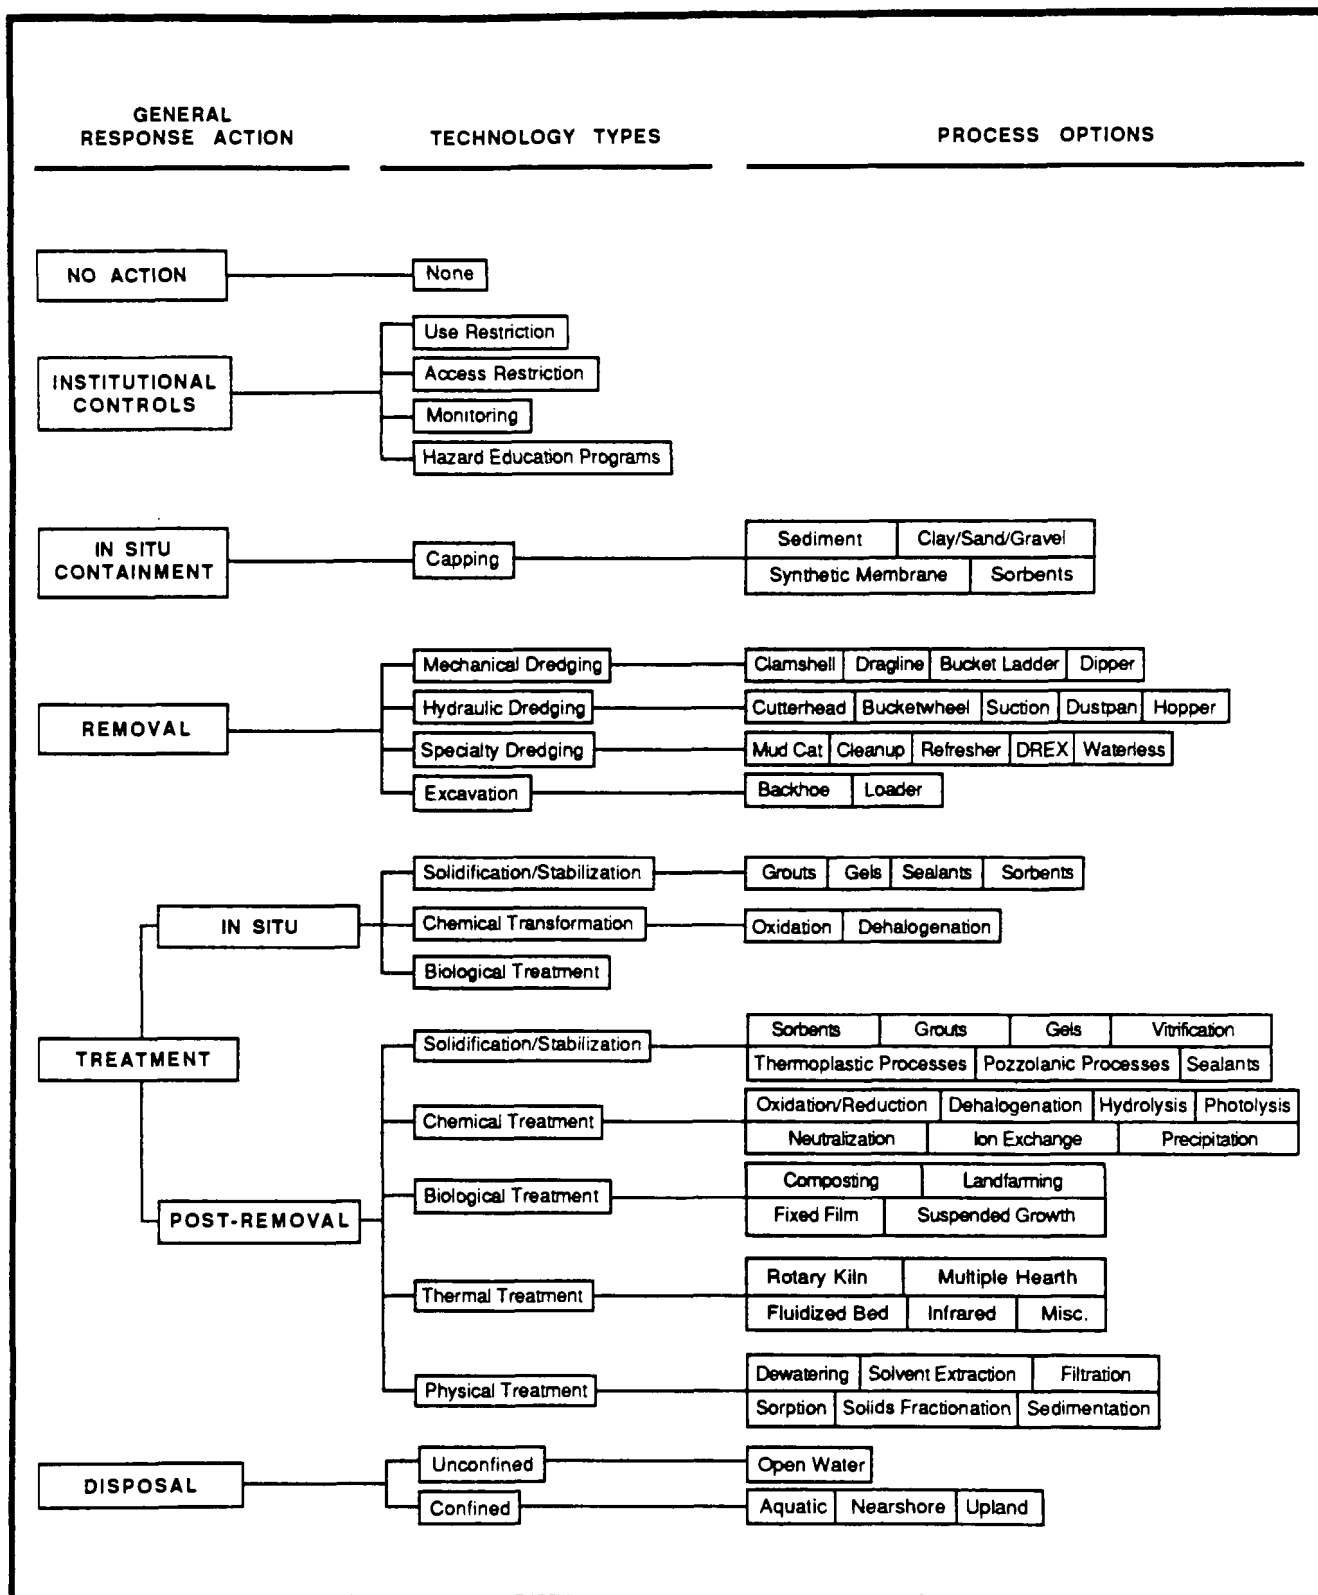 GENERAL
RESPONSE ACTION
TECHNOLOGY TYPES
PROCESS OPTIONS
NO ACTION
None
INSTITUTIONAL
CONTROLS
Use Restriction
Access Restriction
Monitoring
Hazard Education Programs
IN SITU
CONTAINMENT
Capping
Sediment Clay/Sand/Gravel
Synthetic Membrane Sorbents
REMOVAL
Mechanical Dredging
Clamshell Dragline Bucket Ladder Dipper
Hydraulic Dredging
Cutterhead Bucketwheel Suction Dustpan Hopper
Specialty Dredging
Mud Cat Cleanup Refresher DREX Waterless
Excavation
Backhoe Loader
TREATMENT
IN SITU
Solidification/Stabilization
Grouts Gels Sealants Sorbents
Chemical Transformation
Oxidation Dehalogenation
Biological Treatment
POST-REMOVAL
Solidification/Stabilization
Sorbents Grouts Gels Vitrification
Thermoplastic Processes Pozzolanic Processes Sealants
Chemical Treatment
Oxidation/Reduction Dehalogenation Hydrolysis Photolysis
Neutralization Ion Exchange Precipitation
Biological Treatment
Composting Landfarming
Fixed Film Suspended Growth
Thermal Treatment
Rotary Kiln Multiple Hearth
Fluidized Bed Infrared Misc.
Physical Treatment
Dewatering Solvent Extraction Filtration
Sorption Solids Fractionation Sedimentation
DISPOSAL
Unconfined
Open Water
Confined
Aquatic Nearshore Upland